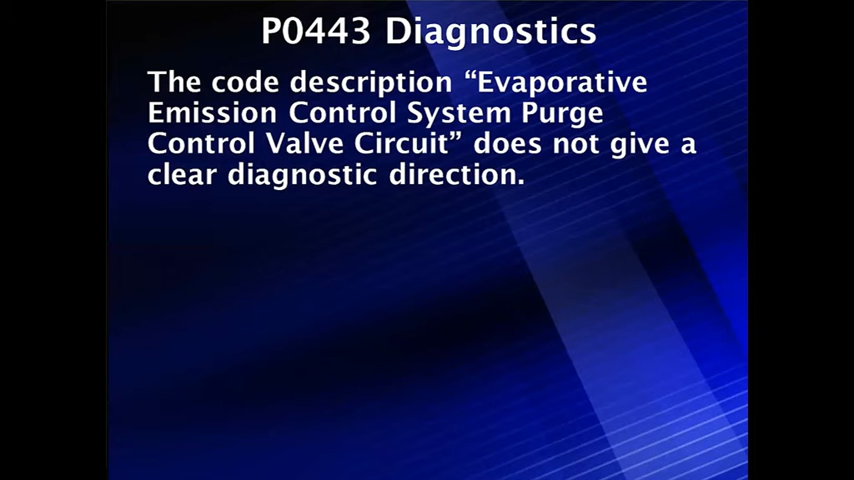 P0443 Diagnostics
The code description “Evaporative
Emission Control System Purge
Control Valve Circuit” does not give a
clear diagnostic direction.